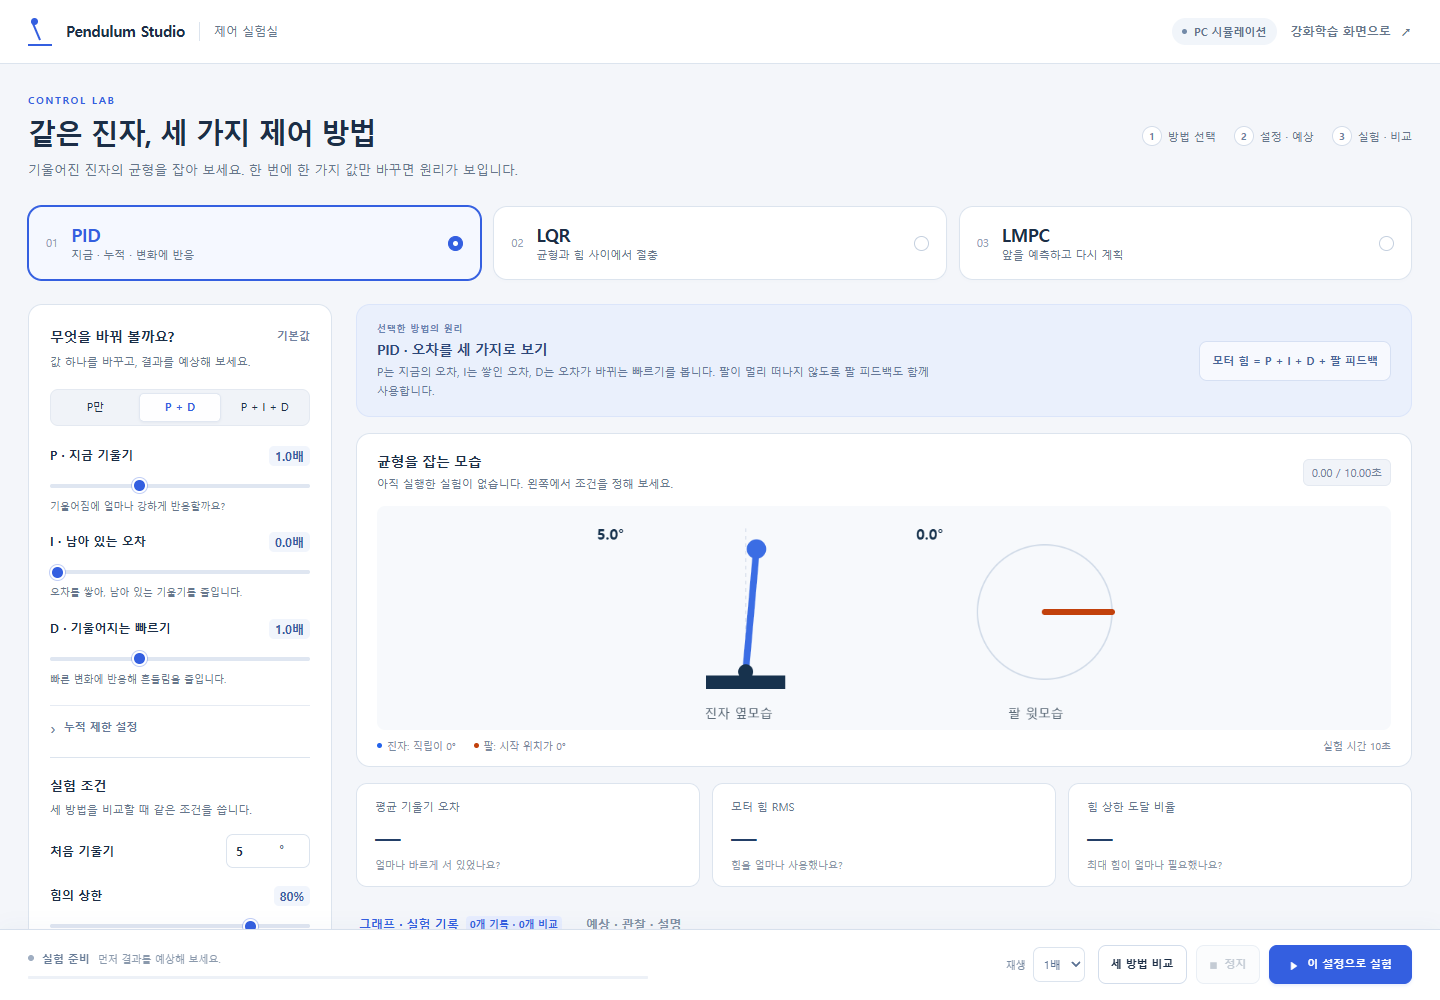 Pendulum Studio 제어 실험실
PC 시뮬레이션 강화학습 화면으로 ↗
CONTROL LAB
같은 진자, 세 가지 제어 방법
1 방법 선택 2 설정 · 예상 3 실험 · 비교
기울어진 진자의 균형을 잡아 보세요. 한 번에 한 가지 값만 바꾸면 원리가 보입니다.
01 PID
지금 · 누적 · 변화에 반응
02 LQR
균형과 힘 사이에서 절충
03 LMPC
앞을 예측하고 다시 계획
무엇을 바꿔 볼까요? 기본값
값 하나를 바꾸고, 결과를 예상해 보세요.
P만 P + D P + I + D
P · 지금 기울기 1.0배
기울어짐에 얼마나 강하게 반응할까요?
I · 남아 있는 오차 0.0배
오차를 쌓아, 남아 있는 기울기를 줄입니다.
D · 기울어지는 빠르기 1.0배
빠른 변화에 반응해 흔들림을 줄입니다.
› 누적 제한 설정
실험 조건
세 방법을 비교할 때 같은 조건을 씁니다.
처음 기울기 5 °
힘의 상한 80%
선택한 방법의 원리
PID · 오차를 세 가지로 보기
P는 지금의 오차, I는 쌓인 오차, D는 오차가 바뀌는 빠르기를 봅니다. 팔이 멀리 떠나지 않도록 팔 피드백도 함께
사용합니다.
모터 힘 = P + I + D + 팔 피드백
균형을 잡는 모습
아직 실행한 실험이 없습니다. 왼쪽에서 조건을 정해 보세요.
0.00 / 10.00초
5.0° 0.0°
진자 옆모습 팔 윗모습
진자: 직립이 0° 팔: 시작 위치가 0° 실험 시간 10초
평균 기울기 오차
—
얼마나 바르게 서 있었나요?
모터 힘 RMS
—
힘을 얼마나 사용했나요?
힘 상한 도달 비율
—
최대 힘이 얼마나 필요했나요?
그래프 · 실험 기록 0개 기록 · 0개 비교 예상 · 관찰 · 설명
실험 준비 먼저 결과를 예상해 보세요.
재생 1배 세 방법 비교 정지 이 설정으로 실험